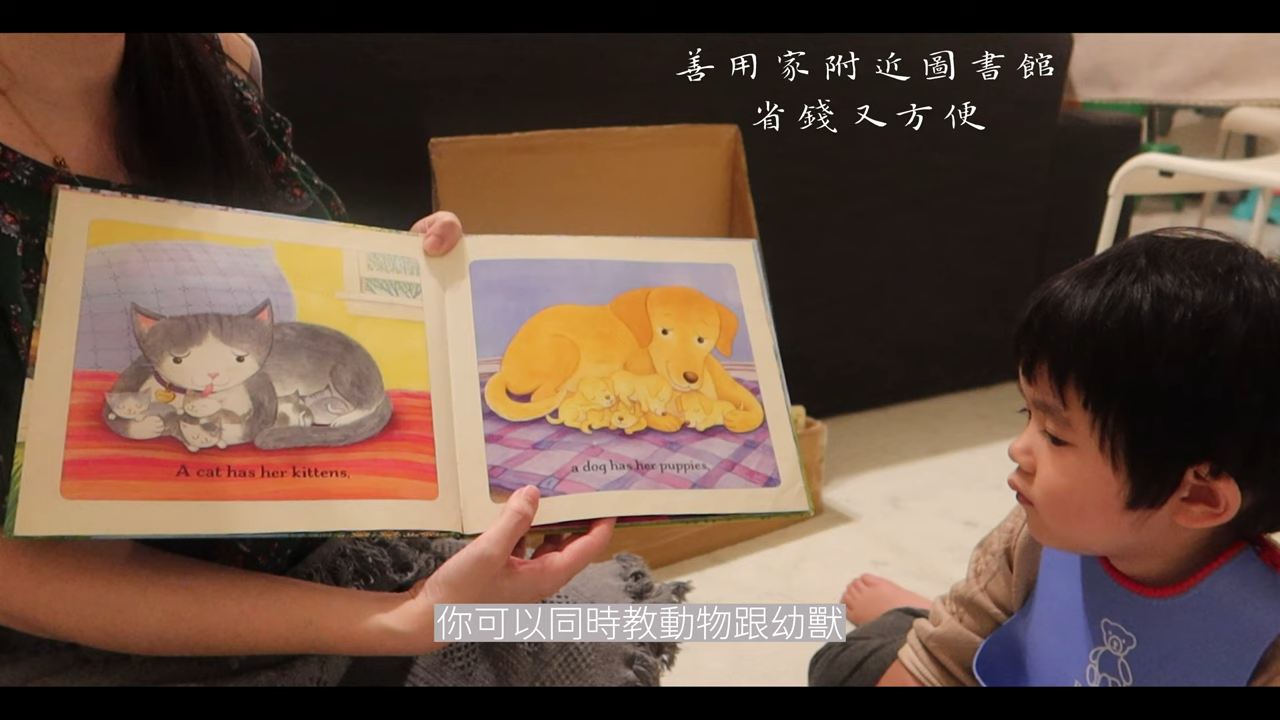 善用家附近圖書館
省錢又方便
A cat has her kittens,
a dog has her puppies,
你可以同時教動物跟幼獸